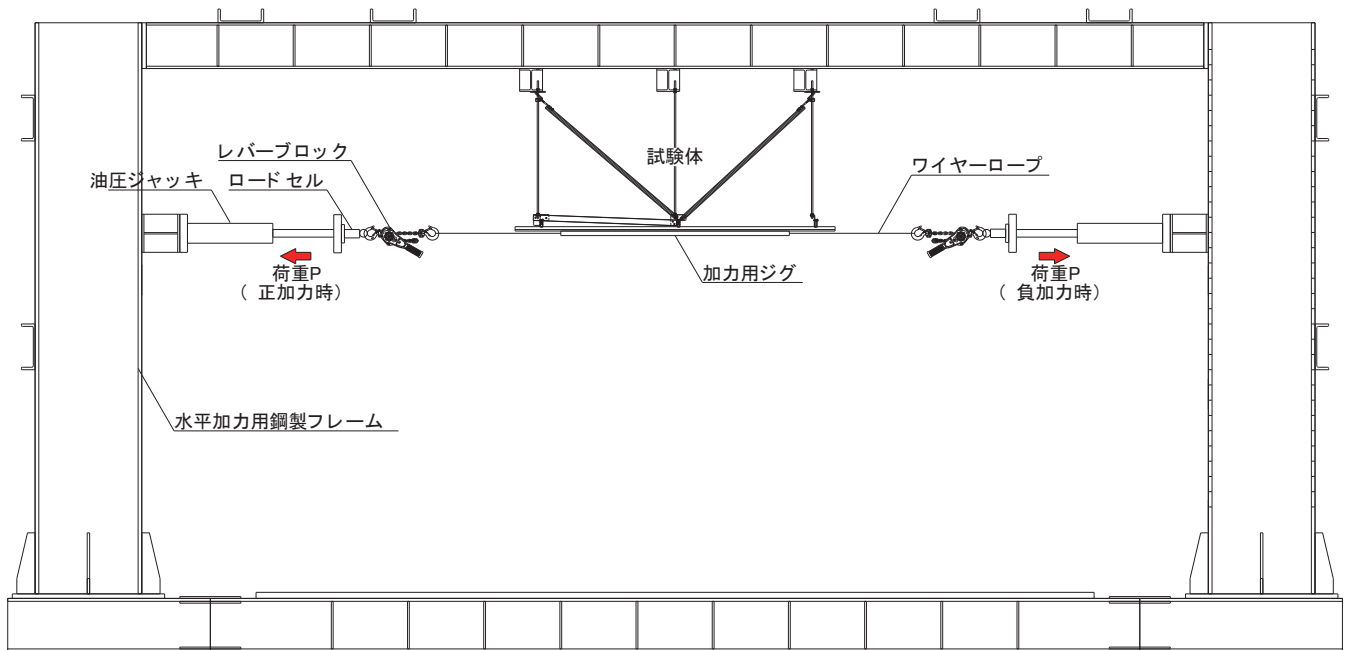 レバーブロック
油圧ジャッキ
ロードセル
試験体
ワイヤーロープ
荷重P
（ 正加力時）
加力用ジグ
荷重P
（ 負加力時）
水平加力用鋼製フレーム